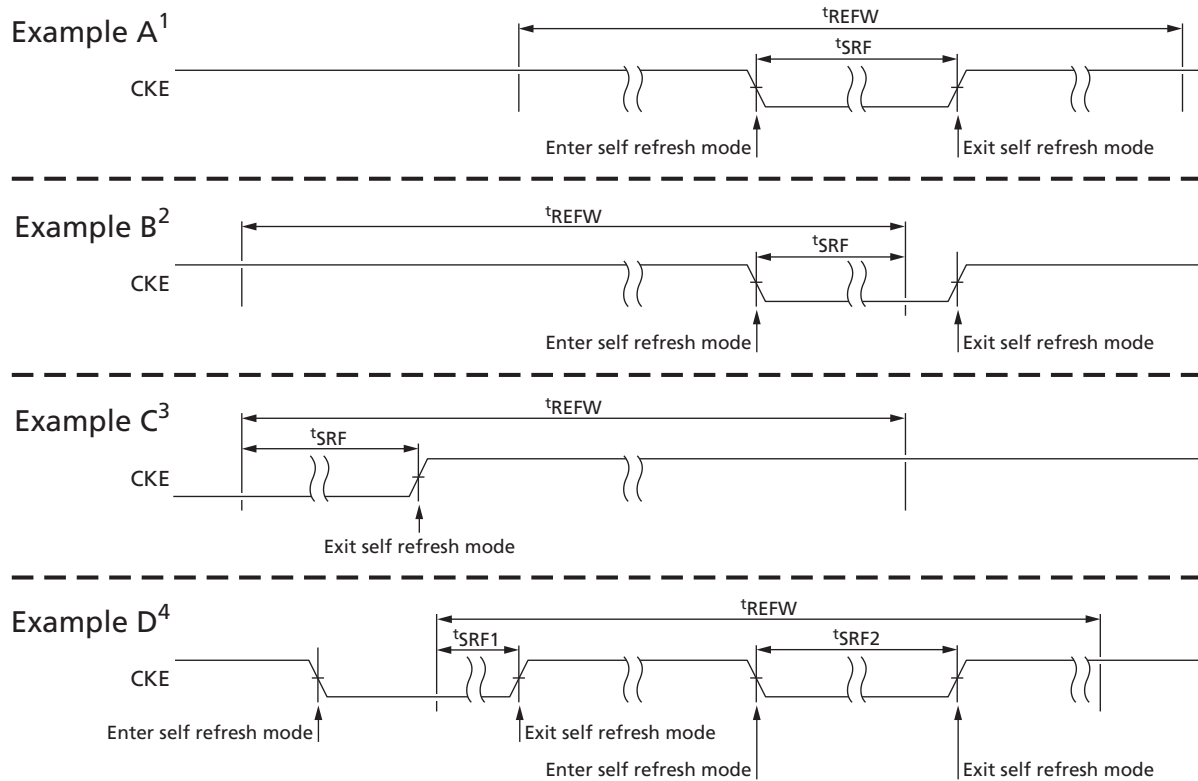 Example A¹
ᵗREFW
ᵗSRF
CKE
Enter self refresh mode
Exit self refresh mode
Example B²
ᵗREFW
ᵗSRF
CKE
Enter self refresh mode
Exit self refresh mode
Example C³
ᵗREFW
ᵗSRF
CKE
Exit self refresh mode
Example D⁴
ᵗREFW
ᵗSRF1
ᵗSRF2
CKE
Enter self refresh mode
Exit self refresh mode
Enter self refresh mode
Exit self refresh mode